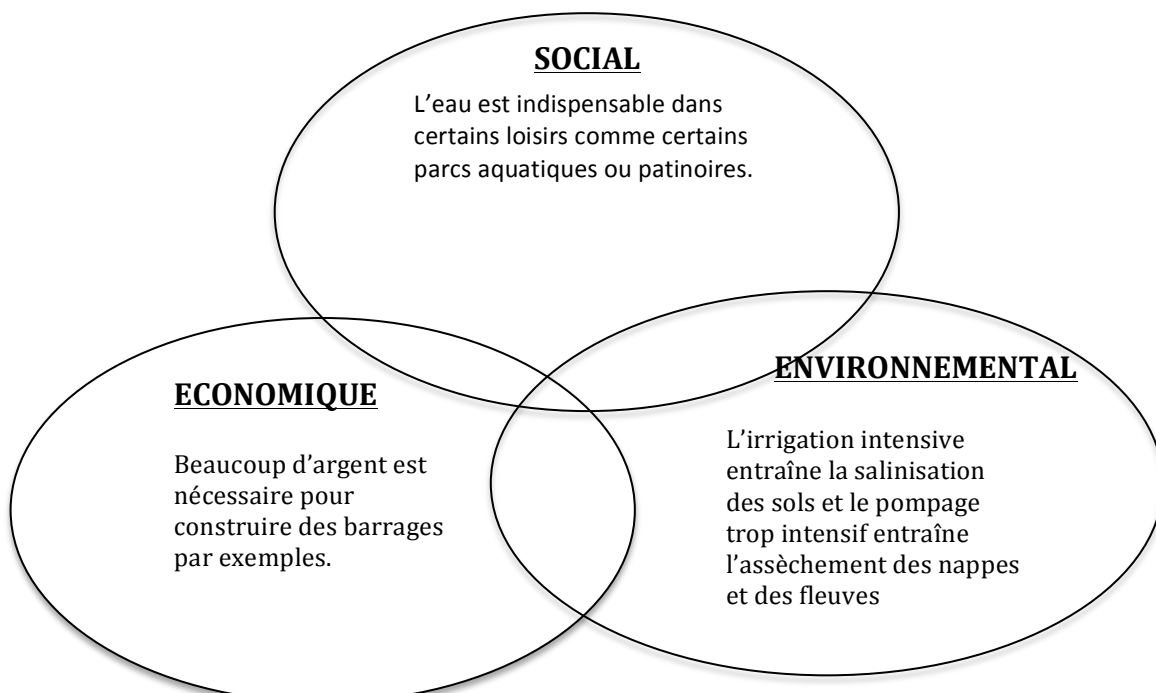 SOCIAL
L’eau est indispensable dans
certains loisirs comme certains
parcs aquatiques ou patinoires.
ECONOMIQUE
Beaucoup d’argent est
nécessaire pour
construire des barrages
par exemples.
ENVIRONNEMENTAL
L’irrigation intensive
entraîne la salinisation
des sols et le pompage
trop intensif entraîne
l’assèchement des nappes
et des fleuves